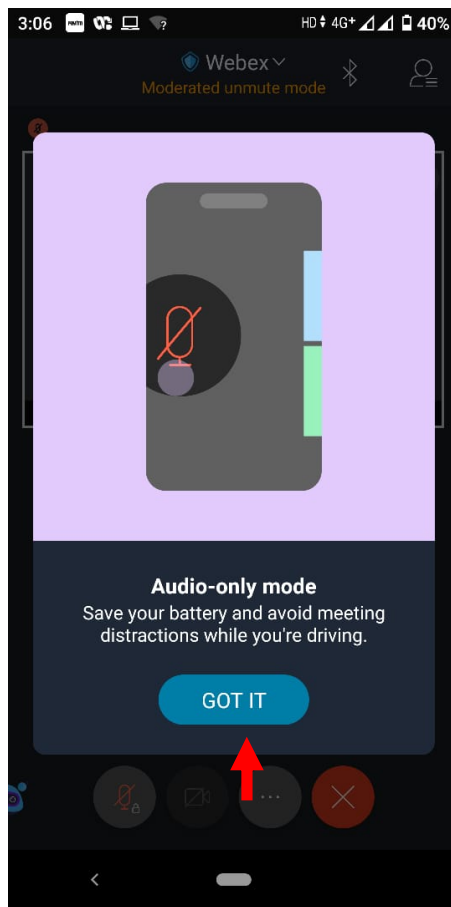 3:06 HD 4G+ 40%
Webex
Moderated unmute mode
Audio-only mode
Save your battery and avoid meeting
distractions while you're driving.
GOT IT